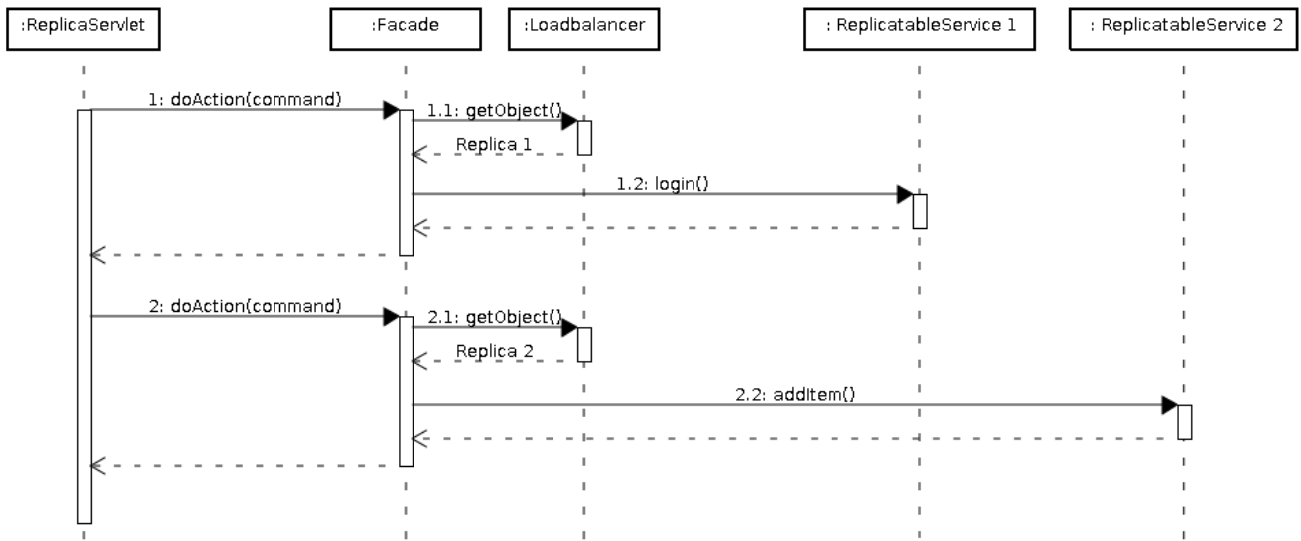 :ReplicaServlet
:Facade
:Loadbalancer
: ReplicatableService 1
: ReplicatableService 2
1: doAction(command)
1.1: getObject()
Replica 1
1.2: login()
2: doAction(command)
2.1: getObject()
Replica 2
2.2: addItem()